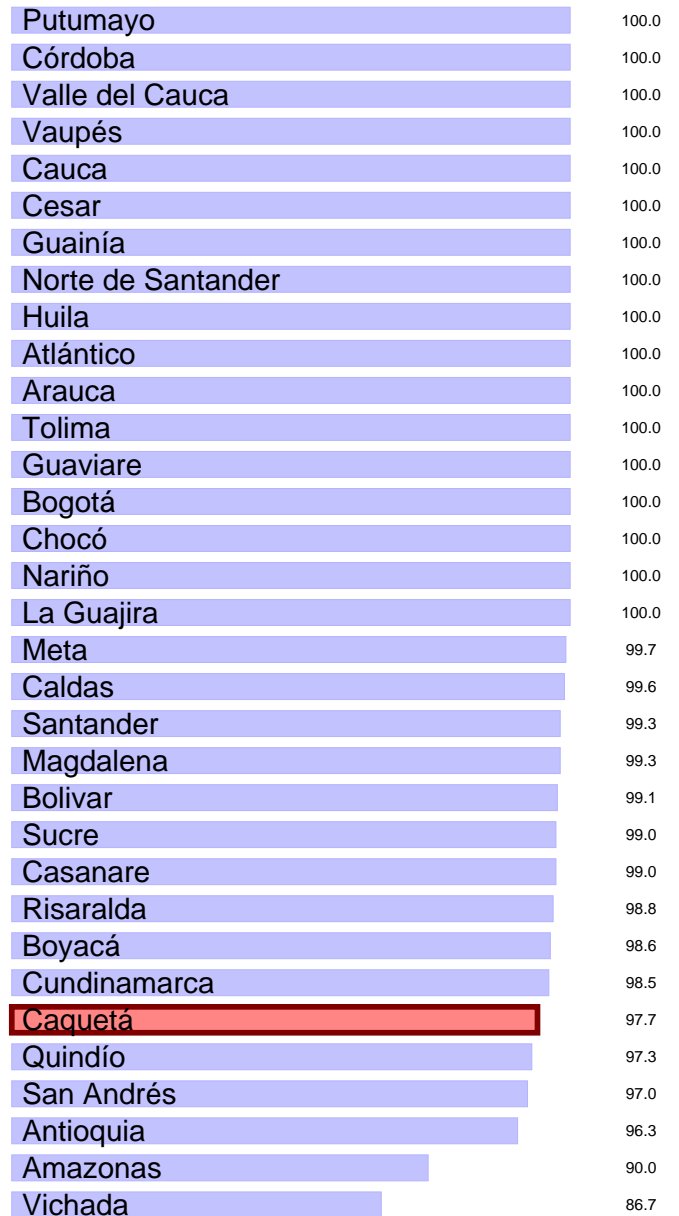 Putumayo 100.0
Córdoba 100.0
Valle del Cauca 100.0
Vaupés 100.0
Cauca 100.0
Cesar 100.0
Guainía 100.0
Norte de Santander 100.0
Huila 100.0
Atlántico 100.0
Arauca 100.0
Tolima 100.0
Guaviare 100.0
Bogotá 100.0
Chocó 100.0
Nariño 100.0
La Guajira 100.0
Meta 99.7
Caldas 99.6
Santander 99.3
Magdalena 99.3
Bolivar 99.1
Sucre 99.0
Casanare 99.0
Risaralda 98.8
Boyacá 98.6
Cundinamarca 98.5
Caquetá 97.7
Quindío 97.3
San Andrés 97.0
Antioquia 96.3
Amazonas 90.0
Vichada 86.7